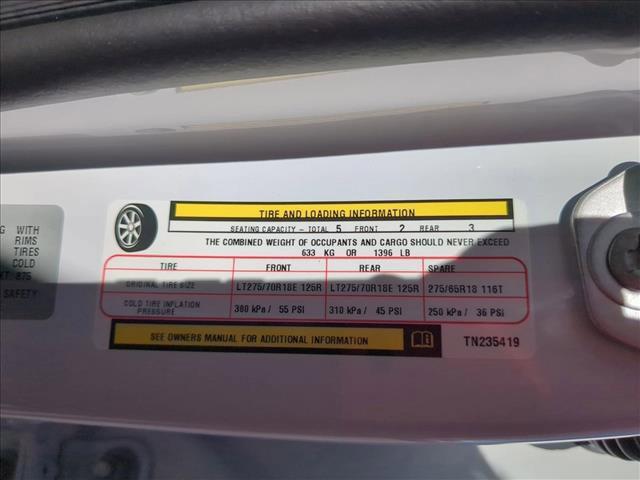 NG WITH
RIMS
TIRES
COLD
KT: 875
SAFETY
TIRE AND LOADING INFORMATION
SEATING CAPACITY - TOTAL 5 FRONT 2 REAR 3
THE COMBINED WEIGHT OF OCCUPANTS AND CARGO SHOULD NEVER EXCEED
633 KG OR 1396 LB
TIRE FRONT REAR SPARE
ORIGINAL TIRE SIZE LT275/70R18E 125R LT275/70R18E 125R 275/65R18 116T
COLD TIRE INFLATION PRESSURE 380 kPa / 55 PSI 310 kPa / 45 PSI 250 kPa / 36 PSI
SEE OWNERS MANUAL FOR ADDITIONAL INFORMATION
TN235419